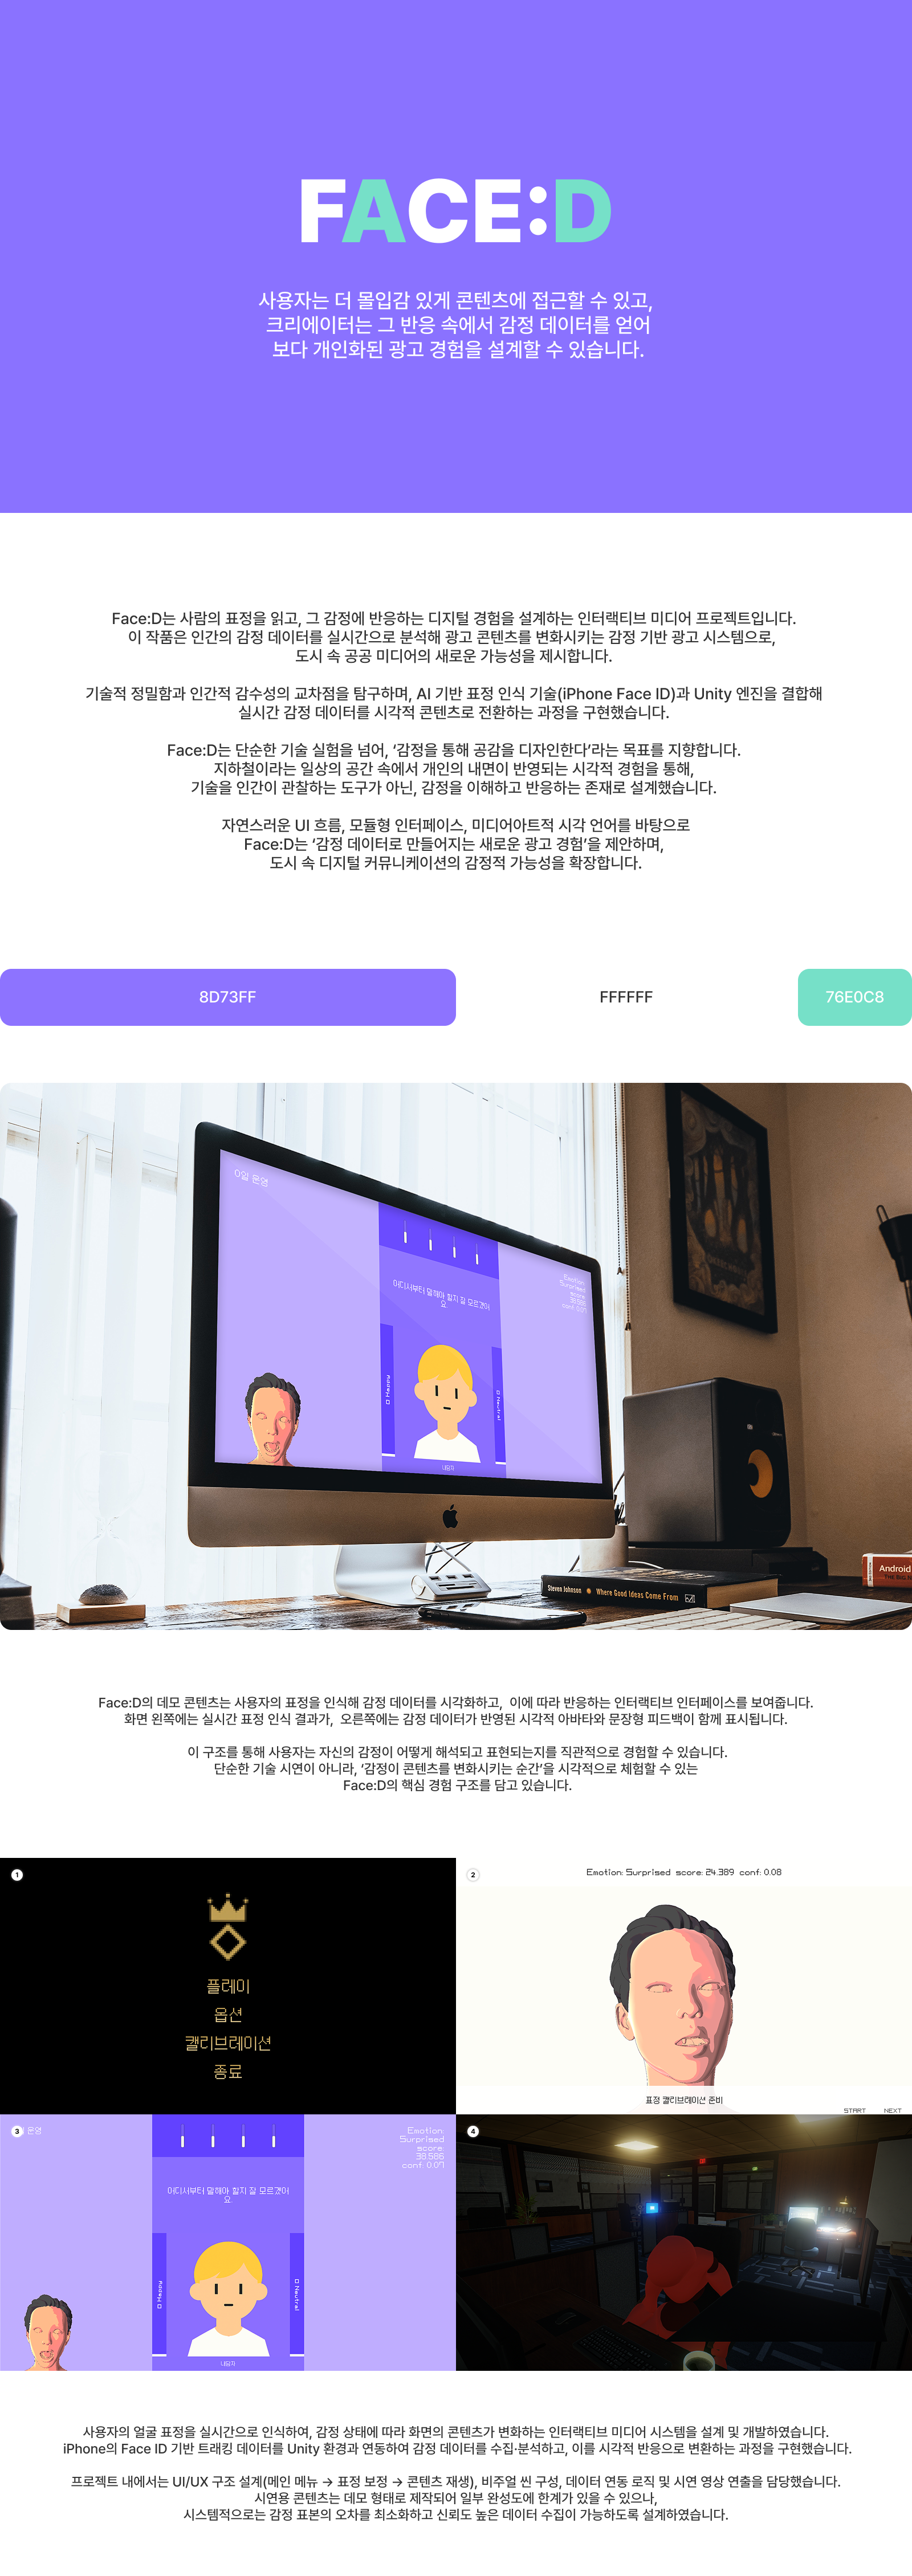 FACE:D
사용자는 더 몰입감 있게 콘텐츠에 접근할 수 있고,
크리에이터는 그 반응 속에서 감정 데이터를 얻어
보다 개인화된 광고 경험을 설계할 수 있습니다.
Face:D는 사람의 표정을 읽고, 그 감정에 반응하는 디지털 경험을 설계하는 인터랙티브 미디어 프로젝트입니다.
이 작품은 인간의 감정 데이터를 실시간으로 분석해 광고 콘텐츠를 변화시키는 감정 기반 광고 시스템으로,
도시 속 공공 미디어의 새로운 가능성을 제시합니다.
기술적 정밀함과 인간적 감수성의 교차점을 탐구하며, AI 기반 표정 인식 기술(iPhone Face ID)과 Unity 엔진을 결합해
실시간 감정 데이터를 시각적 콘텐츠로 전환하는 과정을 구현했습니다.
Face:D는 단순한 기술 실험을 넘어, ‘감정을 통해 공감을 디자인한다’라는 목표를 지향합니다.
지하철이라는 일상의 공간 속에서 개인의 내면이 반영되는 시각적 경험을 통해,
기술을 인간이 관찰하는 도구가 아닌, 감정을 이해하고 반응하는 존재로 설계했습니다.
자연스러운 UI 흐름, 모듈형 인터페이스, 미디어아트적 시각 언어를 바탕으로
Face:D는 ‘감정 데이터로 만들어지는 새로운 광고 경험’을 제안하며,
도시 속 디지털 커뮤니케이션의 감정적 가능성을 확장합니다.
8D73FF
FFFFFF
76E0C8
0일 운영
Emotion:
Surprised
score:
38.586
conf: 0.07
어디서부터 말해야 할지 잘 모르겠어
요.
Happy
Neutral
내담자
Steven Johnson
Where Good Ideas Come From
Android
Face:D의 데모 콘텐츠는 사용자의 표정을 인식해 감정 데이터를 시각화하고, 이에 따라 반응하는 인터랙티브 인터페이스를 보여줍니다.
화면 왼쪽에는 실시간 표정 인식 결과가, 오른쪽에는 감정 데이터가 반영된 시각적 아바타와 문장형 피드백이 함께 표시됩니다.
이 구조를 통해 사용자는 자신의 감정이 어떻게 해석되고 표현되는지를 직관적으로 경험할 수 있습니다.
단순한 기술 시연이 아니라, ‘감정이 콘텐츠를 변화시키는 순간’을 시각적으로 체험할 수 있는
Face:D의 핵심 경험 구조를 담고 있습니다.
1
플레이
옵션
캘리브레이션
종료
2
Emotion: Surprised score: 24.389 conf: 0.08
표정 캘리브레이션 준비
START
NEXT
3
운영
Emotion:
Surprised
score:
38.586
conf: 0.07
어디서부터 말해야 할지 잘 모르겠어
요.
Happy
Neutral
내담자
4
사용자의 얼굴 표정을 실시간으로 인식하여, 감정 상태에 따라 화면의 콘텐츠가 변화하는 인터랙티브 미디어 시스템을 설계 및 개발하였습니다.
iPhone의 Face ID 기반 트래킹 데이터를 Unity 환경과 연동하여 감정 데이터를 수집·분석하고, 이를 시각적 반응으로 변환하는 과정을 구현했습니다.
프로젝트 내에서는 UI/UX 구조 설계(메인 메뉴 → 표정 보정 → 콘텐츠 재생), 비주얼 씬 구성, 데이터 연동 로직 및 시연 영상 연출을 담당했습니다.
시연용 콘텐츠는 데모 형태로 제작되어 일부 완성도에 한계가 있을 수 있으나,
시스템적으로는 감정 표본의 오차를 최소화하고 신뢰도 높은 데이터 수집이 가능하도록 설계하였습니다.